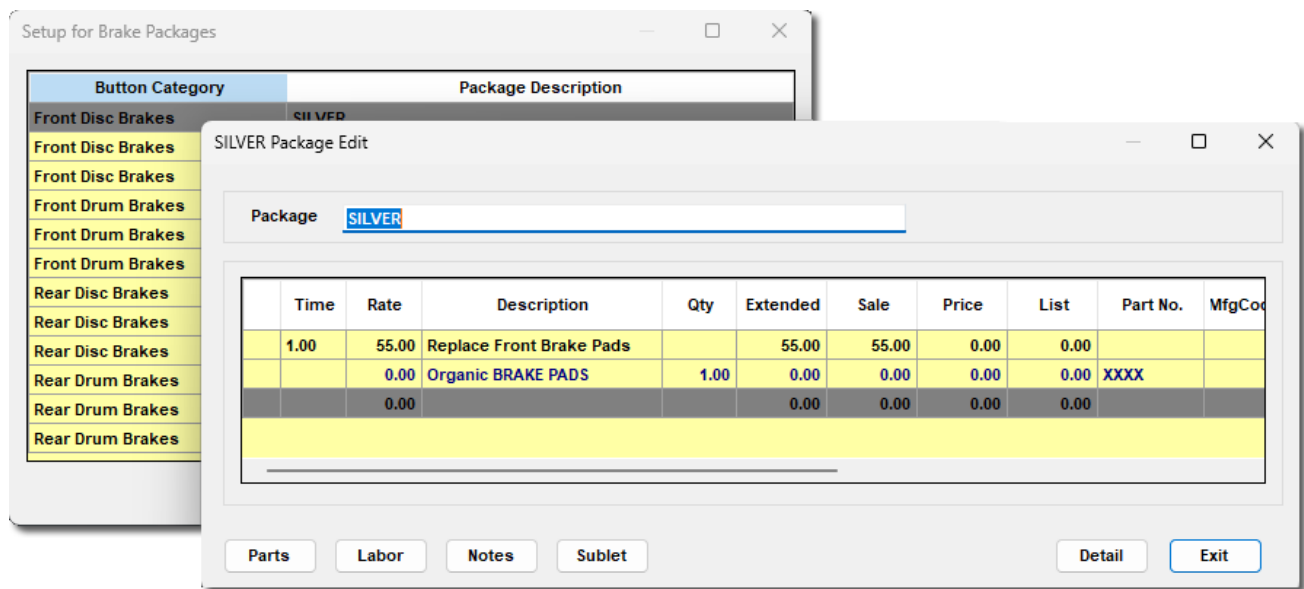 Setup for Brake Packages
Button Category Package Description
Front Disc Brakes SILVER
Front Disc Brakes
Front Disc Brakes
Front Drum Brakes
Front Drum Brakes
Front Drum Brakes
Rear Disc Brakes
Rear Disc Brakes
Rear Disc Brakes
Rear Drum Brakes
Rear Drum Brakes
Rear Drum Brakes
SILVER Package Edit
Package SILVER
Time Rate Description Qty Extended Sale Price List Part No. MfgCod
1.00 55.00 Replace Front Brake Pads 55.00 55.00 0.00 0.00
0.00 Organic BRAKE PADS 1.00 0.00 0.00 0.00 0.00 XXXX
0.00 0.00 0.00 0.00 0.00
Parts Labor Notes Sublet Detail Exit